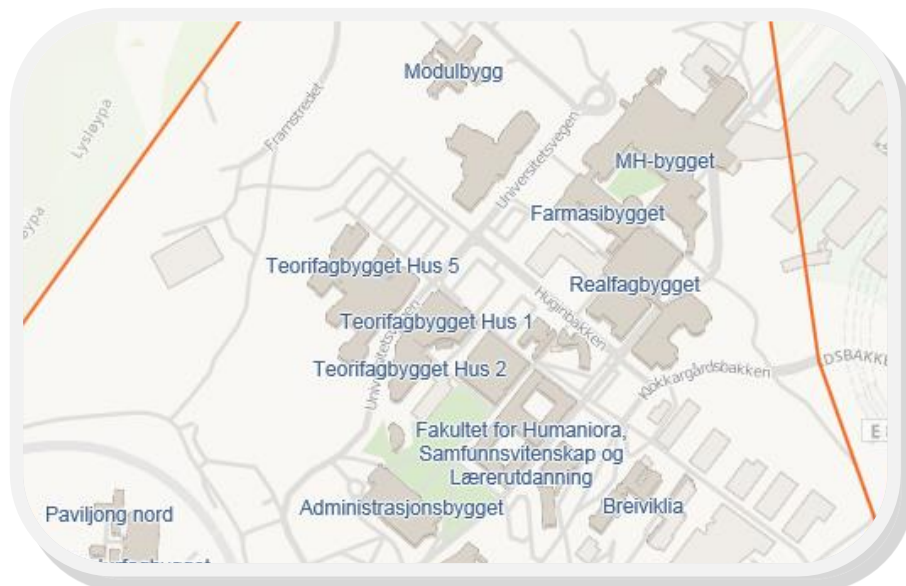 Modulbygg
Lysløypa
Framstredet
MH-bygget
Universitetsvegen
Farmasibygget
Teorifagbygget Hus 5
Realfagbygget
Huginbakken
Teorifagbygget Hus 1
Teorifagbygget Hus 2
Klokkargårdsbakken
Fakultet for Humaniora,
Samfunnsvitenskap og
Lærerutdanning
Administrasjonsbygget
Breiviklia
Paviljong nord